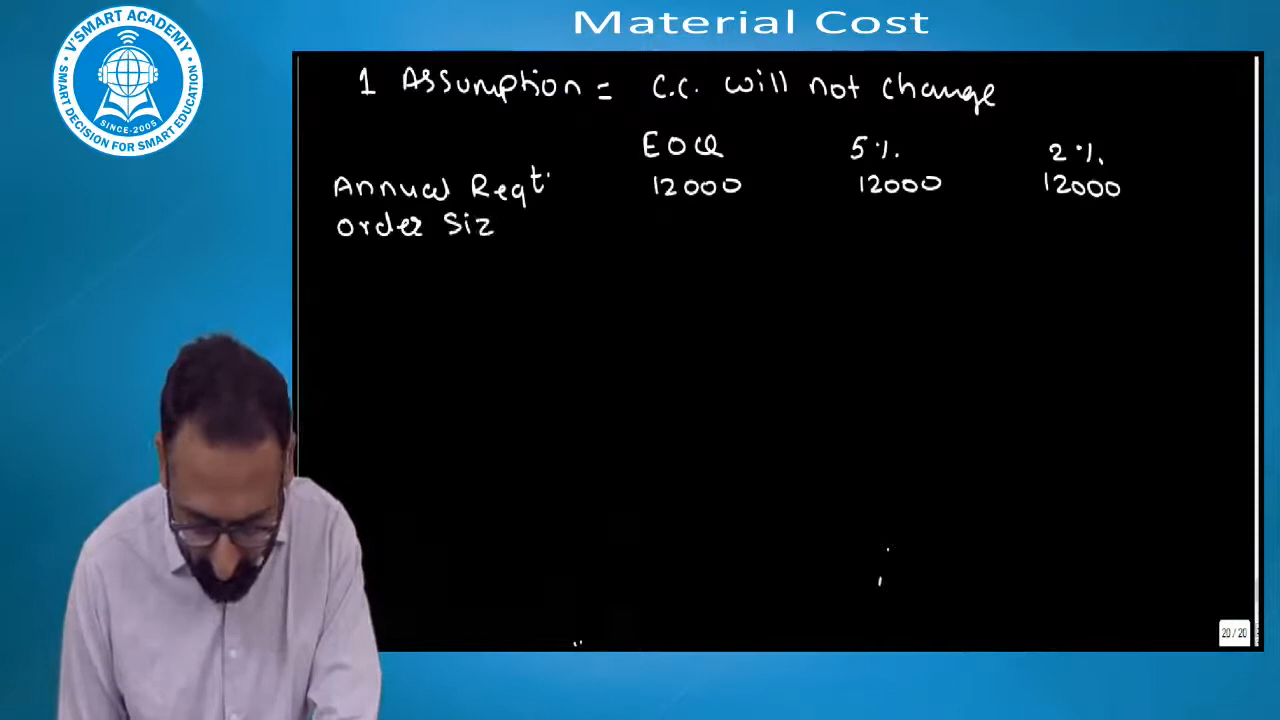 Material Cost
V'SMART ACADEMY
SINCE-2005
SMART DECISION FOR SMART EDUCATION
1 Assumption = C.C. will not change
EOQ 5%. 2%.
Annual Reqt. 12000 12000 12000
Order Siz
20 / 20